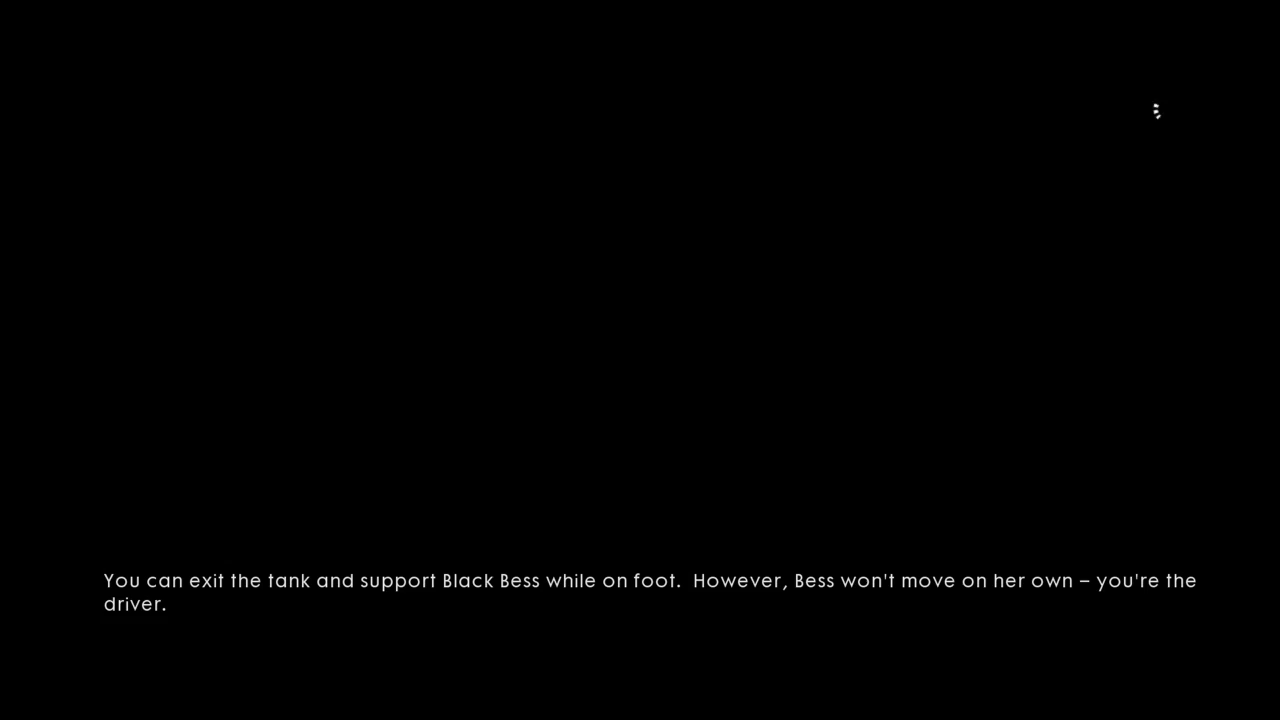 You can exit the tank and support Black Bess while on foot.  However, Bess won't move on her own – you're the
driver.